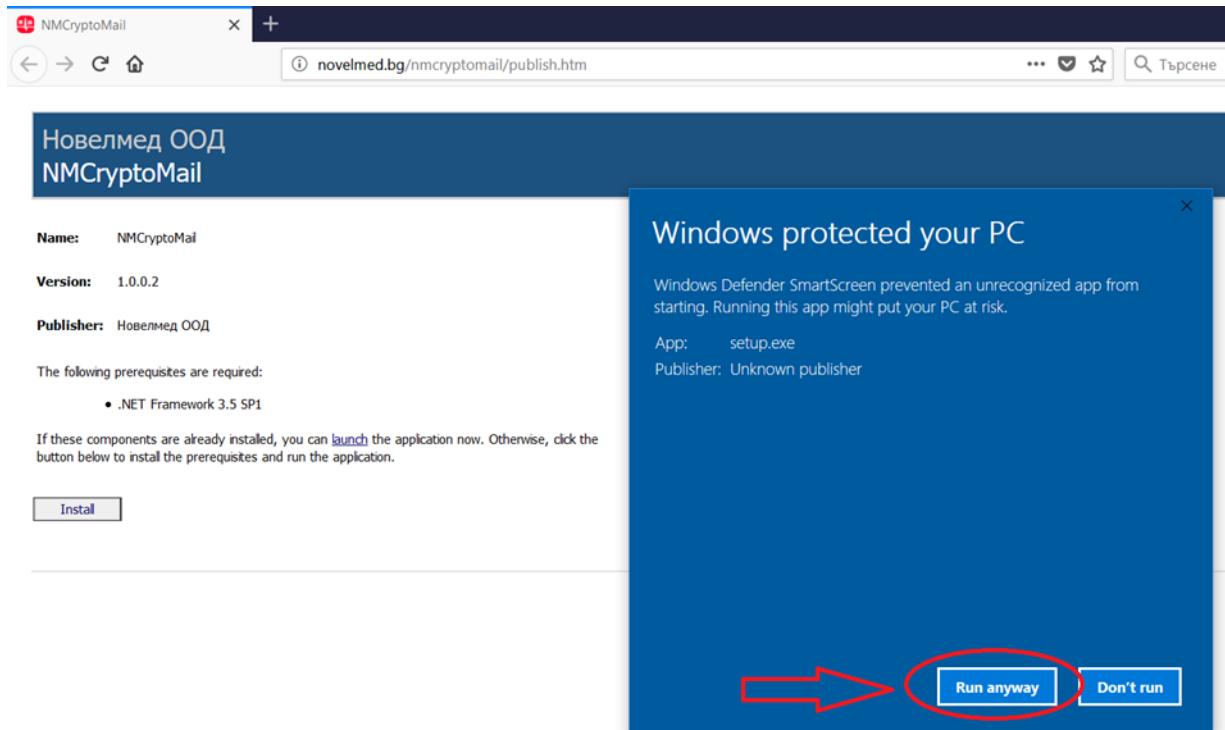 NMCryptoMail
novelmed.bg/nmcryptomail/publish.htm
Търсене
Новелмед ООД
NMCryptoMail
Name: NMCryptoMail
Version: 1.0.0.2
Publisher: Новелмед ООД
The following prerequisites are required:
.NET Framework 3.5 SP1
If these components are already installed, you can launch the application now. Otherwise, click the
button below to install the prerequisites and run the application.
Install
Windows protected your PC
Windows Defender SmartScreen prevented an unrecognized app from
starting. Running this app might put your PC at risk.
App: setup.exe
Publisher: Unknown publisher
Run anyway
Don't run